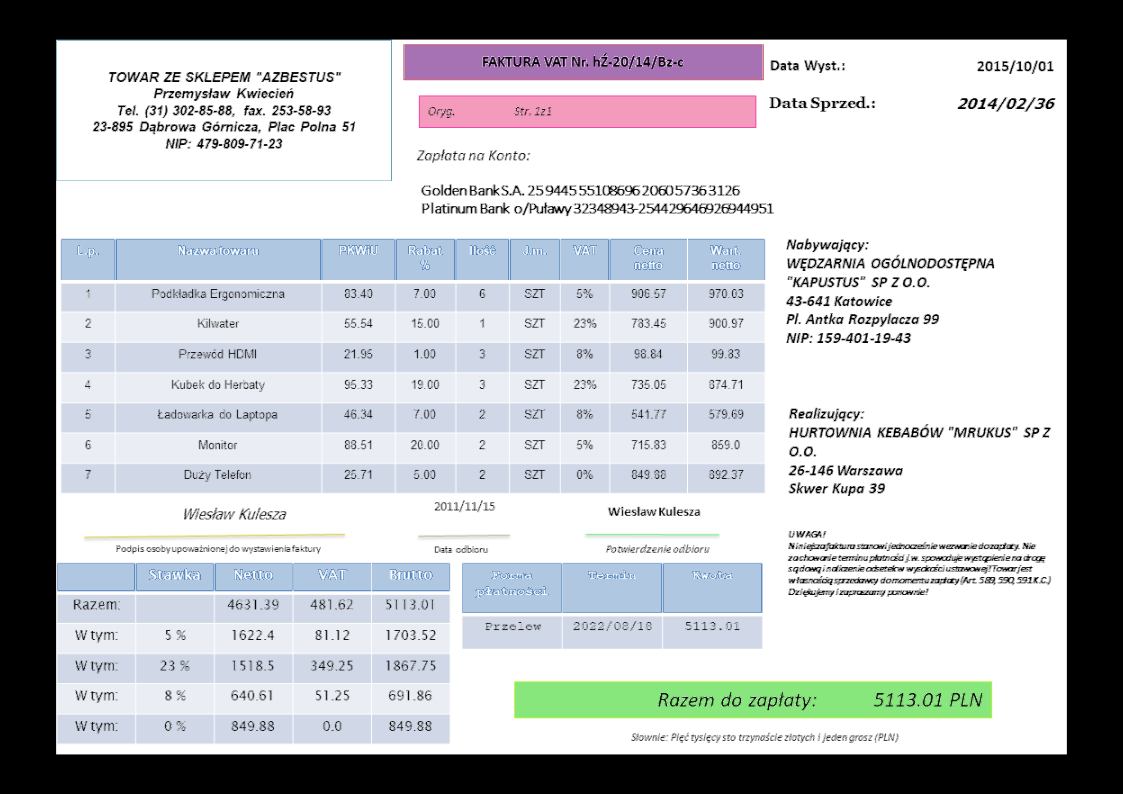 TOWAR ZE SKLEPEM "AZBESTUS"
Przemysław Kwiecień
Tel. (31) 302-85-88, fax. 253-58-93
23-895 Dąbrowa Górnicza, Plac Polna 51
NIP: 479-809-71-23
FAKTURA VAT Nr. hŹ-20/14/Bz-c
Oryg. Str. 1z1
Data Wyst.: 2015/10/01
Data Sprzed.: 2014/02/36
Zapłata na Konto:
Golden Bank S.A. 25 9445 5510 8696 2060 5736 3126
Platinum Bank o/Puławy 32348943-254429646926944951
L.p. Nazwa towaru PKWiU Rabat % Ilość Jm. VAT Cena netto Wart. netto
1 Podkładka Ergonomiczna 83.40 7.00 6 SZT 5% 906.57 970.03
2 Kilwater 55.54 15.00 1 SZT 23% 783.45 900.97
3 Przewód HDMI 21.95 1.00 3 SZT 8% 98.84 99.83
4 Kubek do Herbaty 95.33 19.00 3 SZT 23% 735.05 874.71
5 Ładowarka do Laptopa 46.34 7.00 2 SZT 8% 541.77 579.69
6 Monitor 88.51 20.00 2 SZT 5% 715.83 859.0
7 Duży Telefon 25.71 5.00 2 SZT 0% 849.88 892.37
Nabywający:
WĘDZARNIA OGÓLNODOSTĘPNA
"KAPUSTUS" SP Z O.O.
43-641 Katowice
Pl. Antka Rozpylacza 99
NIP: 159-401-19-43
Realizujący:
HURTOWNIA KEBABÓW "MRUKUS" SP Z
O.O.
26-146 Warszawa
Skwer Kupa 39
Wiesław Kulesza
Podpis osoby upoważnionej do wystawienia faktury
2011/11/15
Data odbioru
Wiesław Kulesza
Potwierdzenie odbioru
UWAGA!
Niniejsza faktura stanowi jednocześnie wezwanie do zapłaty. Nie
zachowanie terminu płatności j.w. spowoduje wystąpienie na drogę
sądową i naliczenie odsetek w wysokości ustawowej! Towar jest
własnością sprzedawcy do momentu zapłaty (Art. 589, 590, 591 K.C.)
Dziękujemy i zapraszamy ponownie!
Stawka Netto VAT Brutto
Razem: 4631.39 481.62 5113.01
W tym: 5 % 1622.4 81.12 1703.52
W tym: 23 % 1518.5 349.25 1867.75
W tym: 8 % 640.61 51.25 691.86
W tym: 0 % 849.88 0.0 849.88
Forma płatności Termin Kwota
Przelew 2022/08/18 5113.01
Razem do zapłaty: 5113.01 PLN
Słownie: Pięć tysięcy sto trzynaście złotych i jeden grosz (PLN)